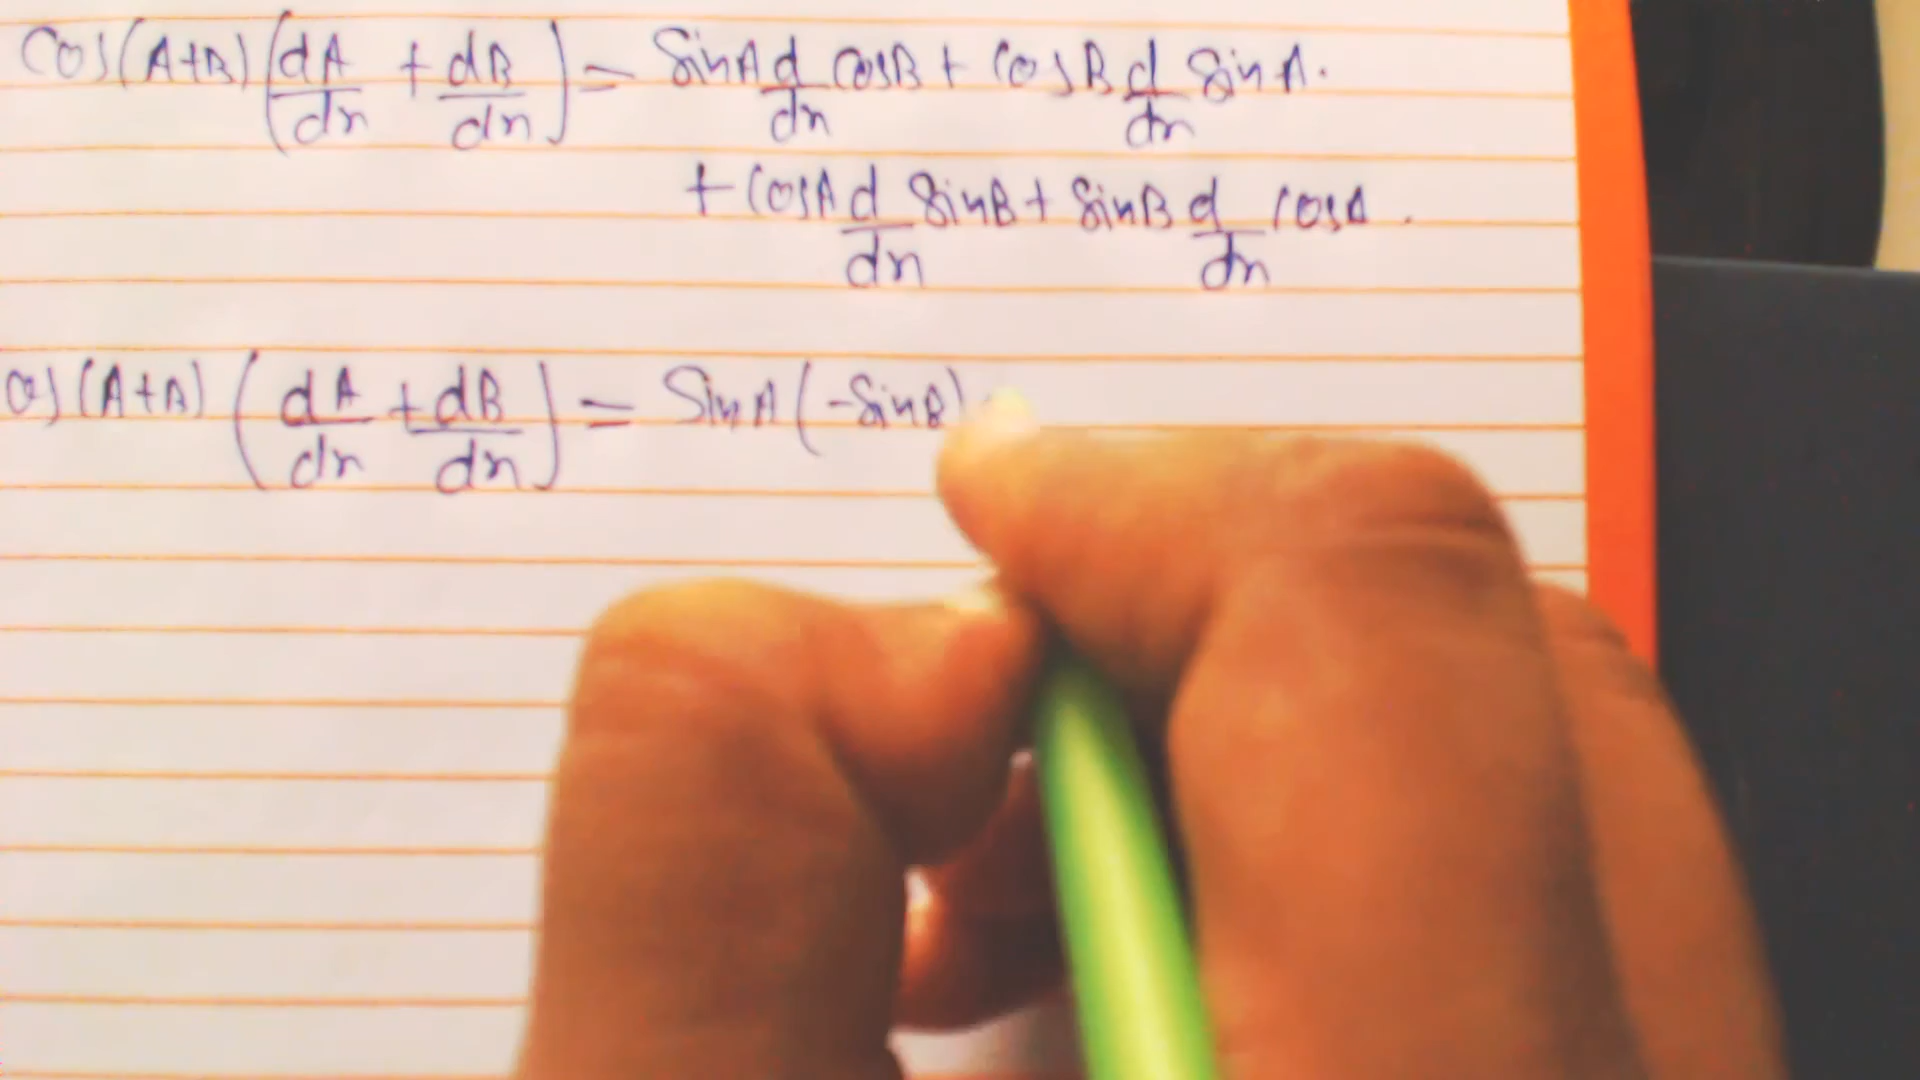 Cos(A+B)(dA/dx + dB/dx) = SinA d/dx CosB + CosB d/dx SinA.
+ CosA d/dx SinB + SinB d/dx CosA.
Cos(A+B)(dA/dx + dB/dx) = SinA(-SinB)